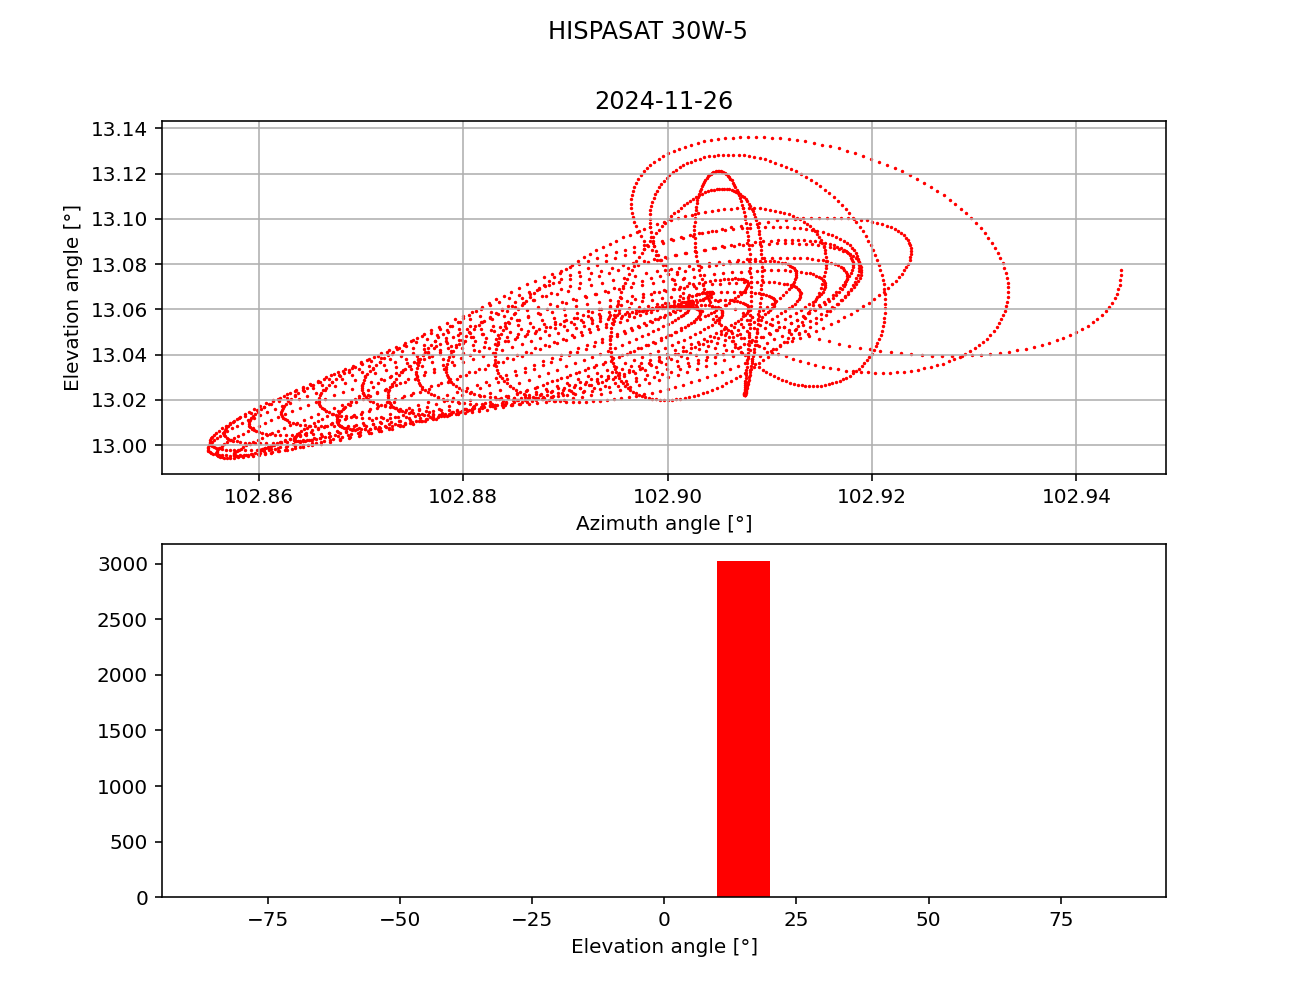 HISPASAT 30W-5
2024-11-26
13.14
13.12
13.10
13.08
13.06
13.04
13.02
13.00
Elevation angle [°]
102.86 102.88 102.90 102.92 102.94
Azimuth angle [°]
3000
2500
2000
1500
1000
500
0
−75 −50 −25 0 25 50 75
Elevation angle [°]